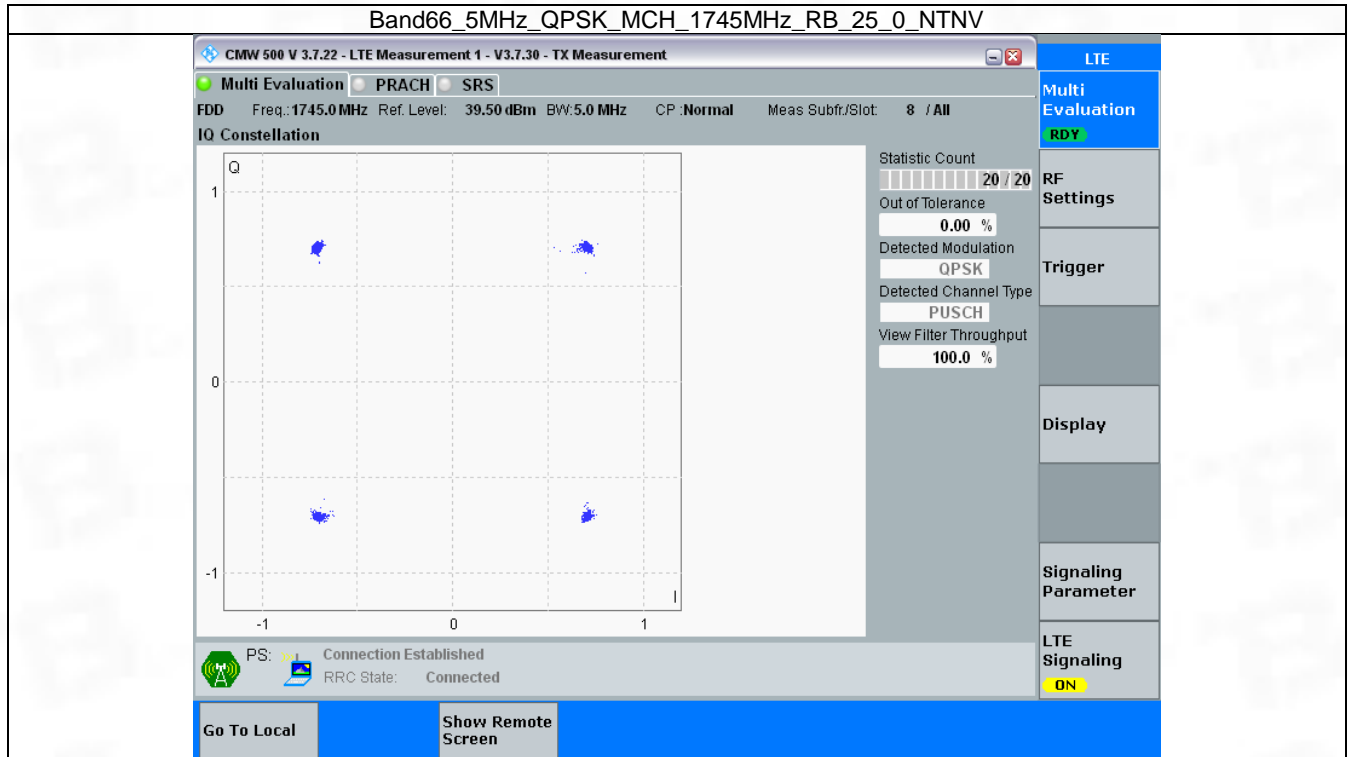 Band66_5MHz_QPSK_MCH_1745MHz_RB_25_0_NTNV
CMW 500 V 3.7.22 - LTE Measurement 1 - V3.7.30 - TX Measurement
LTE
Multi Evaluation PRACH SRS
FDD Freq.:1745.0 MHz Ref. Level: 39.50 dBm BW:5.0 MHz CP :Normal Meas Subfr./Slot: 8 / All
IQ Constellation
Q
1
0
-1
I
-1 0 1
Statistic Count
20 / 20
Out of Tolerance
0.00 %
Detected Modulation
QPSK
Detected Channel Type
PUSCH
View Filter Throughput
100.0 %
Multi
Evaluation
RDY
RF
Settings
Trigger
Display
Signaling
Parameter
LTE
Signaling
ON
PS: Connection Established
RRC State: Connected
Go To Local
Show Remote
Screen